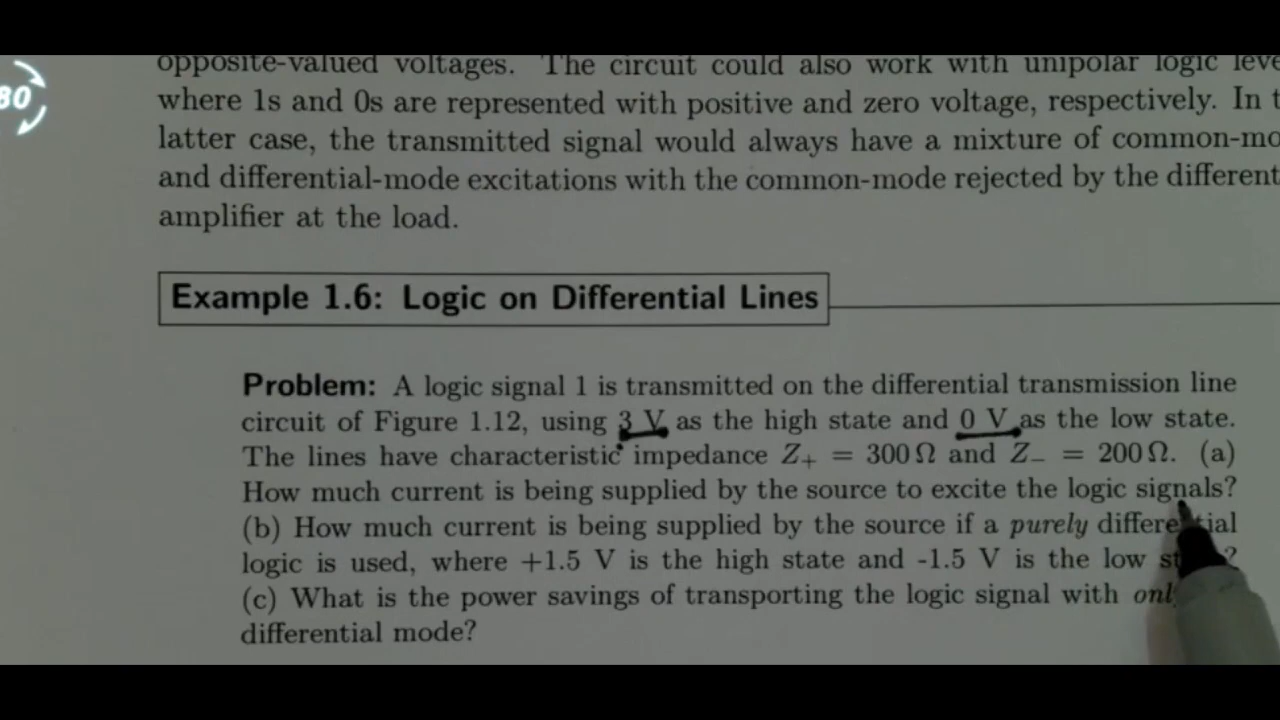 80
opposite-valued voltages. The circuit could also work with unipolar logic
where 1s and 0s are represented with positive and zero voltage, respectively. In
latter case, the transmitted signal would always have a mixture of
and differential-mode excitations with the common-mode rejected by the
amplifier at the load.
Example 1.6: Logic on Differential Lines
Problem: A logic signal 1 is transmitted on the differential transmission line
circuit of Figure 1.12, using 3 V as the high state and 0 V as the low state.
The lines have characteristic impedance Z₊ = 300 Ω and Z₋ = 200 Ω. (a)
How much current is being supplied by the source to excite the logic signals?
(b) How much current is being supplied by the source if a purely differential
logic is used, where +1.5 V is the high state and -1.5 V is the low
(c) What is the power savings of transporting the logic signal with
differential mode?